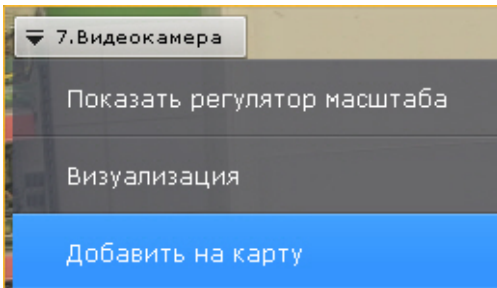 7.Видеокамера
Показать регулятор масштаба
Визуализация
Добавить на карту